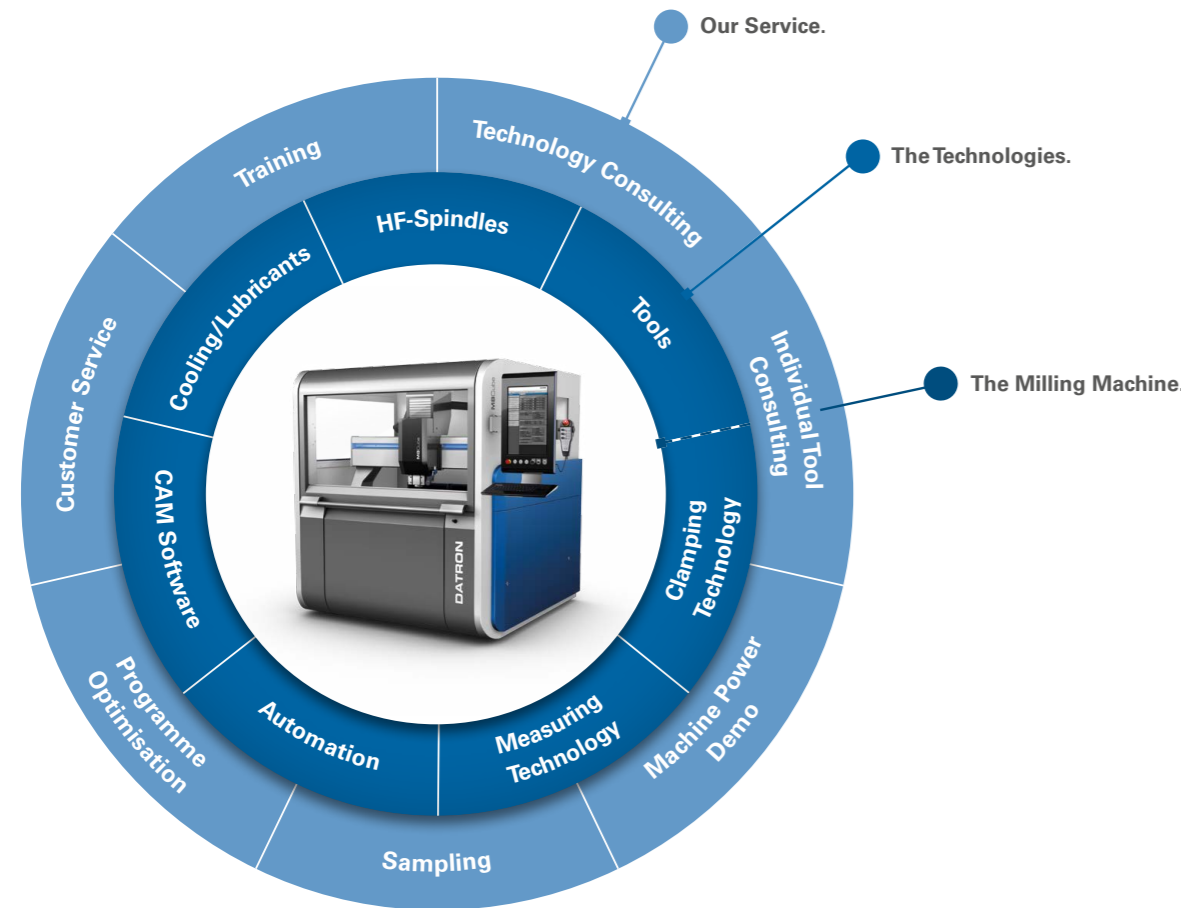 Our Service.
The Technologies.
The Milling Machine.
Technology Consulting
Individual Tool
Consulting
Machine Power
Demo
Sampling
Programme
Optimisation
Customer Service
Training
HF-Spindles
Tools
Clamping
Technology
Measuring
Technology
Automation
CAM Software
Cooling/Lubricants
DATRON